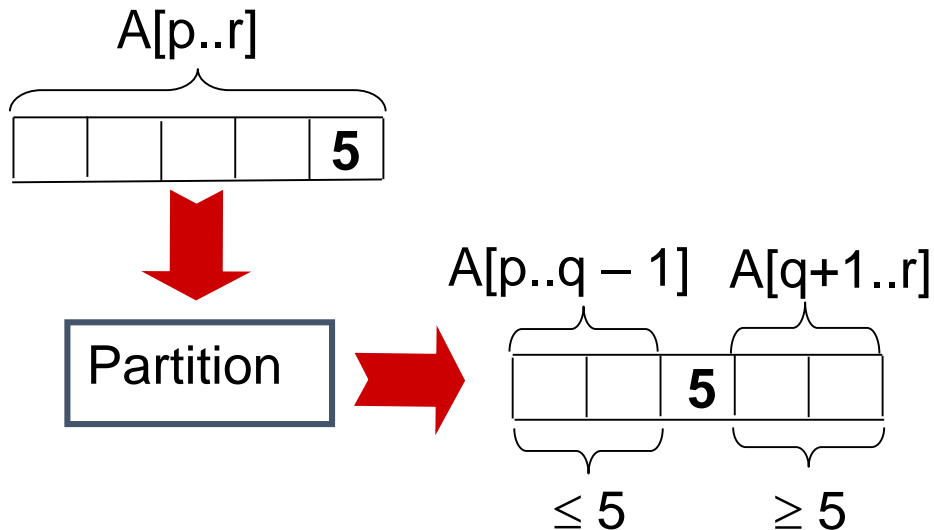 A[p..r]
5
Partition
A[p..q – 1] A[q+1..r]
5
≤ 5 ≥ 5